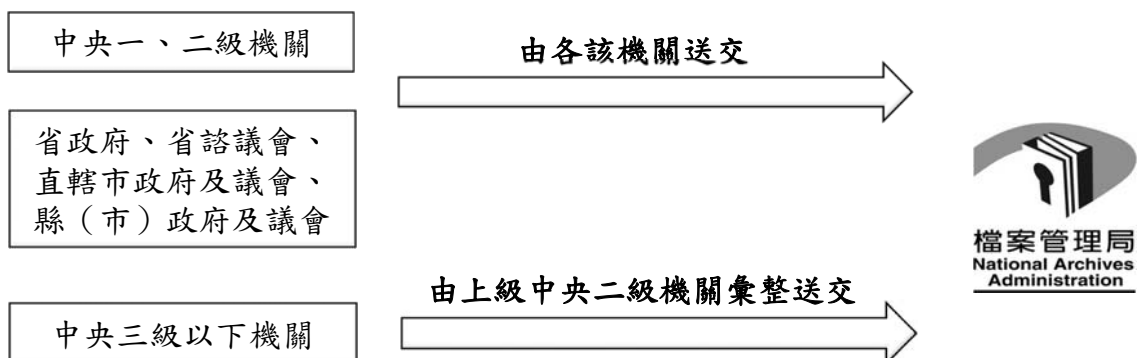 中央一、二級機關
由各該機關送交
省政府、省諮議會、
直轄市政府及議會、
縣（市）政府及議會
檔案管理局
National Archives
Administration
由上級中央二級機關彙整送交
中央三級以下機關